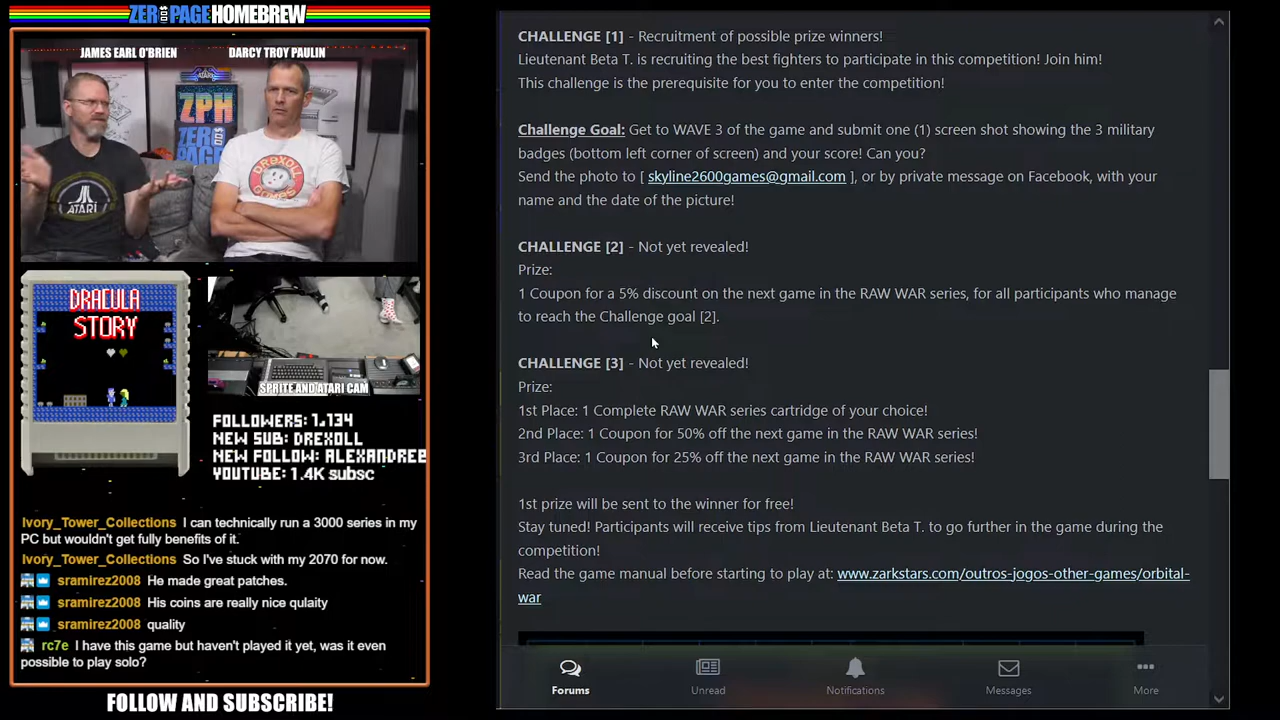 ZERO PAGE HOMEBREW
JAMES EARL O'BRIEN
DARCY TROY PAULIN
ATARI
ZPH
ATARI
DREXOLL
GAMES
DRACULA
STORY
SPRITE AND ATARI CAM
FOLLOWERS: 1,134
NEW SUB: DREXOLL
NEW FOLLOW: ALEXANDREB
YOUTUBE: 1.4K subsc
Ivory_Tower_Collections I can technically run a 3000 series in my
PC but wouldn't get fully benefits of it.
Ivory_Tower_Collections So I've stuck with my 2070 for now.
sramirez2008 He made great patches.
sramirez2008 His coins are really nice qulaity
sramirez2008 quality
rc7e I have this game but haven't played it yet, was it even
possible to play solo?
FOLLOW AND SUBSCRIBE!
CHALLENGE [1] - Recruitment of possible prize winners!
Lieutenant Beta T. is recruiting the best fighters to participate in this competition! Join him!
This challenge is the prerequisite for you to enter the competition!
Challenge Goal: Get to WAVE 3 of the game and submit one (1) screen shot showing the 3 military
badges (bottom left corner of screen) and your score! Can you?
Send the photo to [ skyline2600games@gmail.com ], or by private message on Facebook, with your
name and the date of the picture!
CHALLENGE [2] - Not yet revealed!
Prize:
1 Coupon for a 5% discount on the next game in the RAW WAR series, for all participants who manage
to reach the Challenge goal [2].
CHALLENGE [3] - Not yet revealed!
Prize:
1st Place: 1 Complete RAW WAR series cartridge of your choice!
2nd Place: 1 Coupon for 50% off the next game in the RAW WAR series!
3rd Place: 1 Coupon for 25% off the next game in the RAW WAR series!
1st prize will be sent to the winner for free!
Stay tuned! Participants will receive tips from Lieutenant Beta T. to go further in the game during the
competition!
Read the game manual before starting to play at: www.zarkstars.com/outros-jogos-other-games/orbital-
war
Forums
Unread
Notifications
Messages
More